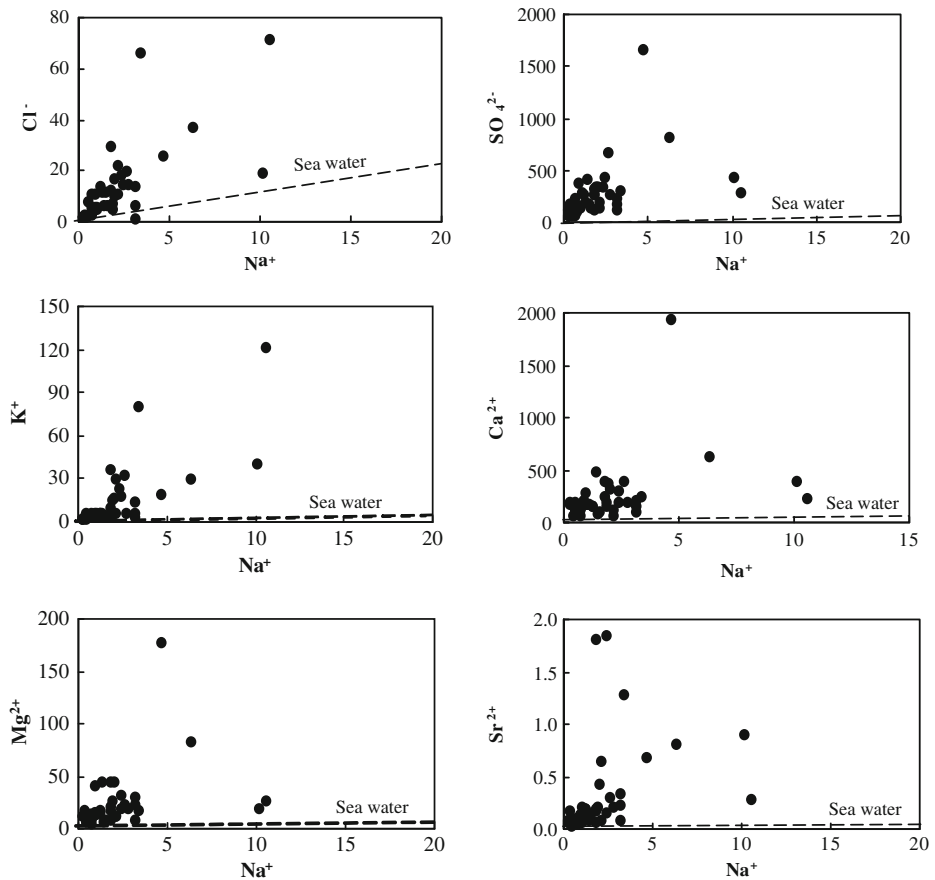 80
60
40
20
0
Cl⁻
Sea water
0 5 10 15 20
Na⁺
2000
1500
1000
500
0
SO₄²⁻
Sea water
0 5 10 15 20
Na⁺
150
120
90
60
30
0
K⁺
Sea water
0 5 10 15 20
Na⁺
2000
1500
1000
500
0
Ca²⁺
Sea water
0 5 10 15
Na⁺
200
150
100
50
0
Mg²⁺
Sea water
0 5 10 15 20
Na⁺
2.0
1.5
1.0
0.5
0.0
Sr²⁺
Sea water
0 5 10 15 20
Na⁺